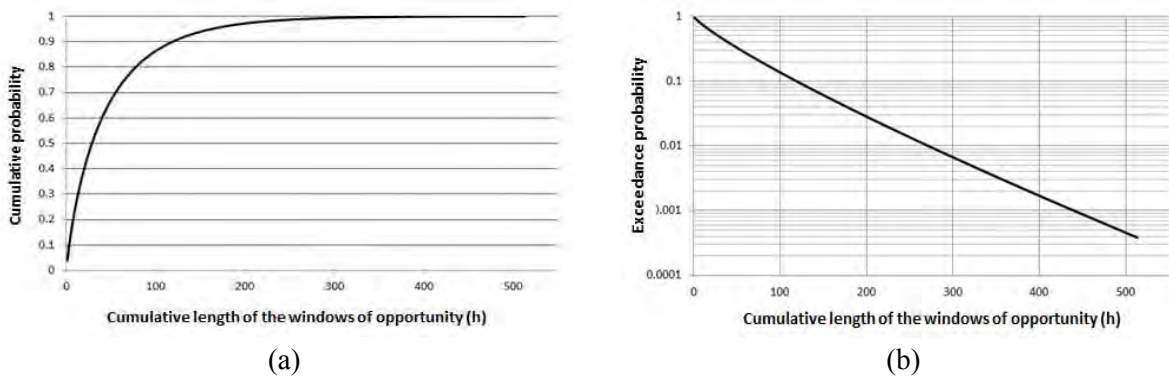 Cumulative probability
1
0.9
0.8
0.7
0.6
0.5
0.4
0.3
0.2
0.1
0
0 100 200 300 400 500
Cumulative length of the windows of opportunity (h)
(a)
Exceedance probability
1
0.1
0.01
0.001
0.0001
0 100 200 300 400 500
Cumulative length of the windows of opportunity (h)
(b)